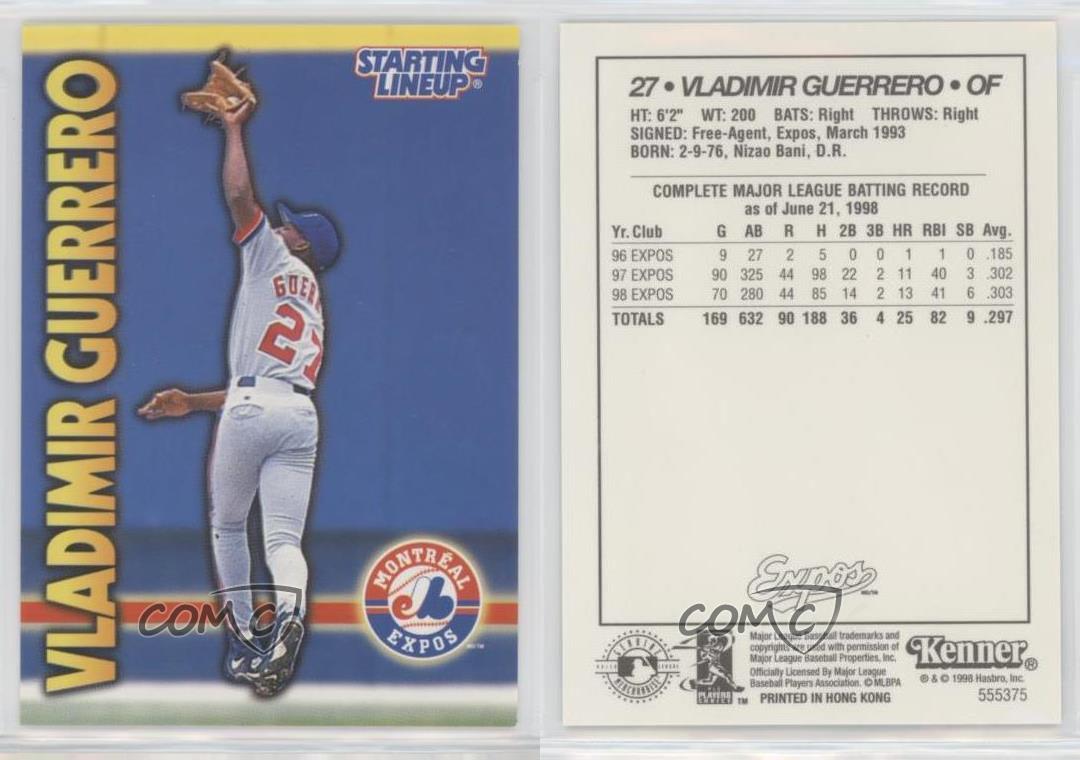 VLADIMIR GUERRERO
STARTING
LINEUP®
GUER
27
MONTRÉAL
EXPOS
COMC
27 • VLADIMIR GUERRERO • OF
HT: 6'2" WT: 200 BATS: Right THROWS: Right
SIGNED: Free-Agent, Expos, March 1993
BORN: 2-9-76, Nizao Bani, D.R.
COMPLETE MAJOR LEAGUE BATTING RECORD
as of June 21, 1998
Yr. Club G AB R H 2B 3B HR RBI SB Avg.
96 EXPOS 9 27 2 5 0 0 1 1 0 .185
97 EXPOS 90 325 44 98 22 2 11 40 3 .302
98 EXPOS 70 280 44 85 14 2 13 41 6 .303
TOTALS 169 632 90 188 36 4 25 82 9 .297
Expos
COMC
GENUINE
MERCHANDISE
PLAYERS
CHOICE
TM
Major League Baseball trademarks and
copyrights are used with permission of
Major League Baseball Properties, Inc.
Officially Licensed By Major League
Baseball Players Association. © MLBPA
PRINTED IN HONG KONG
Kenner®
® & © 1998 Hasbro, Inc.
555375